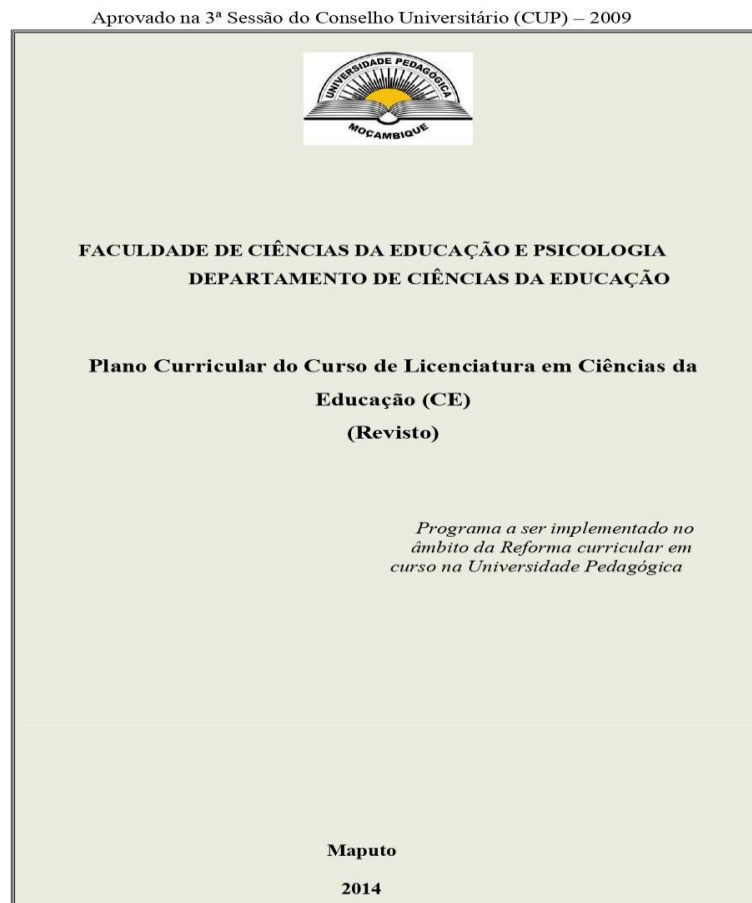 Aprovado na 3ª Sessão do Conselho Universitário (CUP) – 2009
UNIVERSIDADE PEDAGÓGICA
MOÇAMBIQUE
FACULDADE DE CIÊNCIAS DA EDUCAÇÃO E PSICOLOGIA
DEPARTAMENTO DE CIÊNCIAS DA EDUCAÇÃO
Plano Curricular do Curso de Licenciatura em Ciências da
Educação (CE)
(Revisto)
Programa a ser implementado no
âmbito da Reforma curricular em
curso na Universidade Pedagógica
Maputo
2014